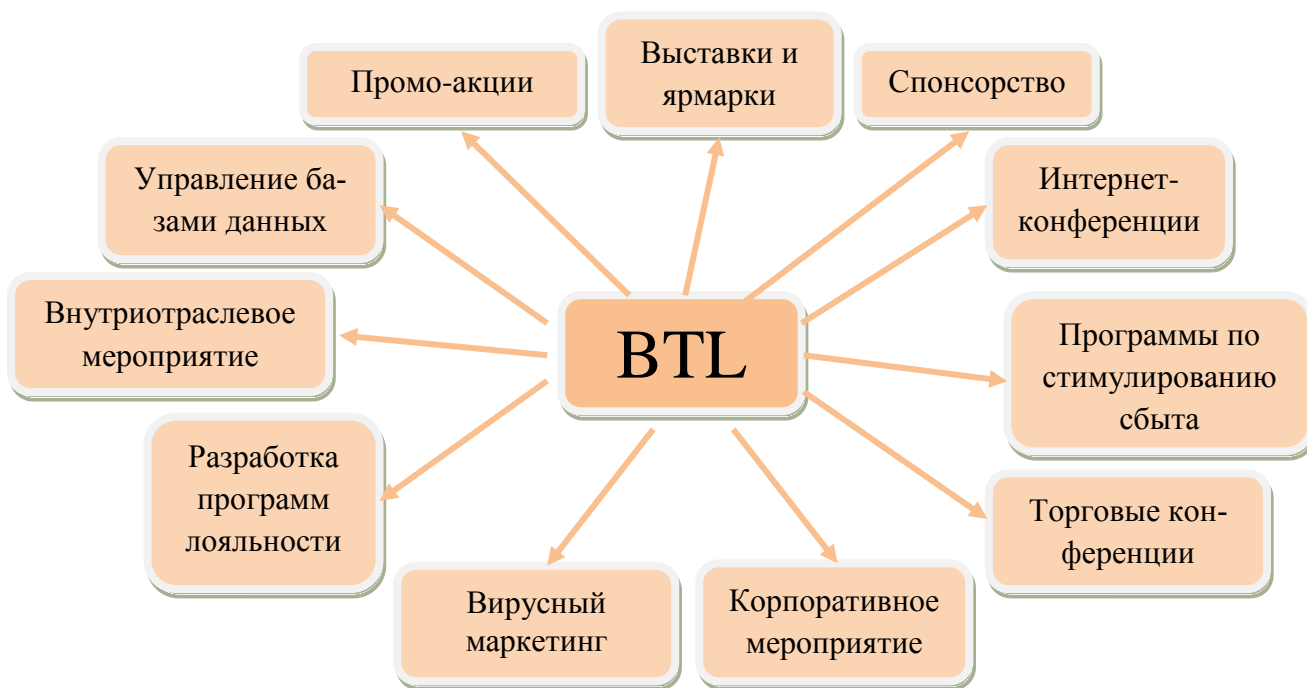 Промо-акции
Выставки и
ярмарки
Спонсорство
Управление ба-
зами данных
Интернет-
конференции
Внутриотраслевое
мероприятие
BTL
Программы по
стимулированию
сбыта
Разработка
программ
лояльности
Торговые кон-
ференции
Вирусный
маркетинг
Корпоративное
мероприятие